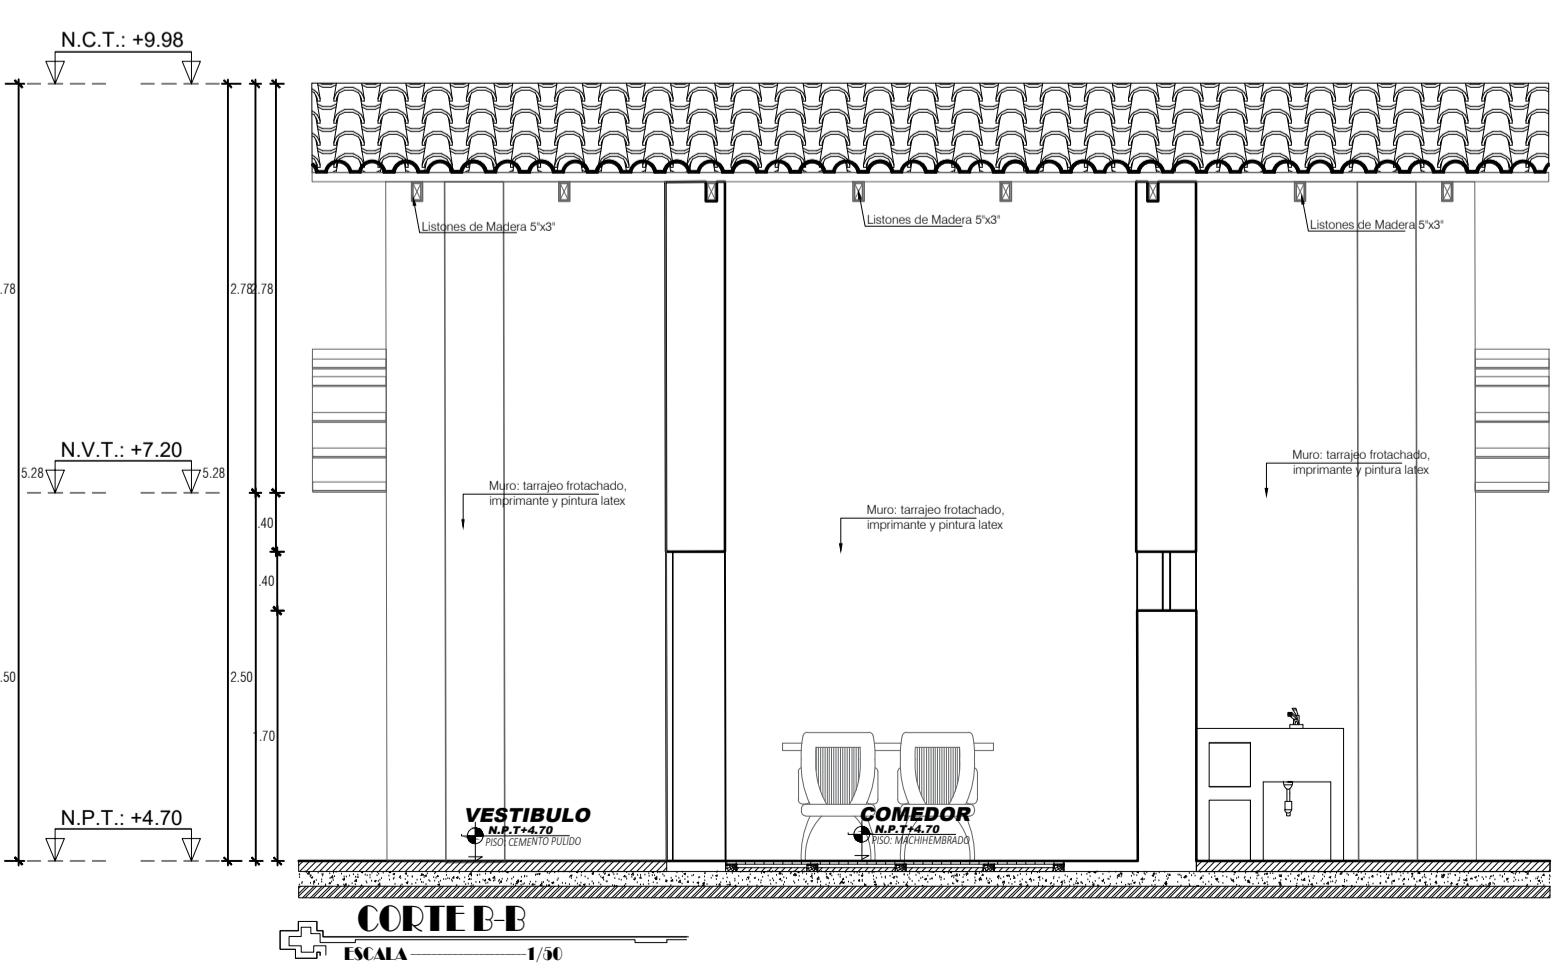 N.C.T.: +9.98
Listones de Madera 5"x3"
Listones de Madera 5"x3"
Listones de Madera 5"x3"
.78
2.78
2.78
N.V.T.: +7.20
5.28
5.28
Muro: tarrajeo frotachado,
imprimante y pintura latex
Muro: tarrajeo frotachado,
imprimante y pintura latex
Muro: tarrajeo frotachado,
imprimante y pintura latex
.40
.40
.50
2.50
1.70
N.P.T.: +4.70
VESTIBULO
N.P.T+4.70
PISO: CEMENTO PULIDO
COMEDOR
N.P.T+4.70
PISO: MACHIHEMBRADO
CORTE B-B
ESCALA 1/50